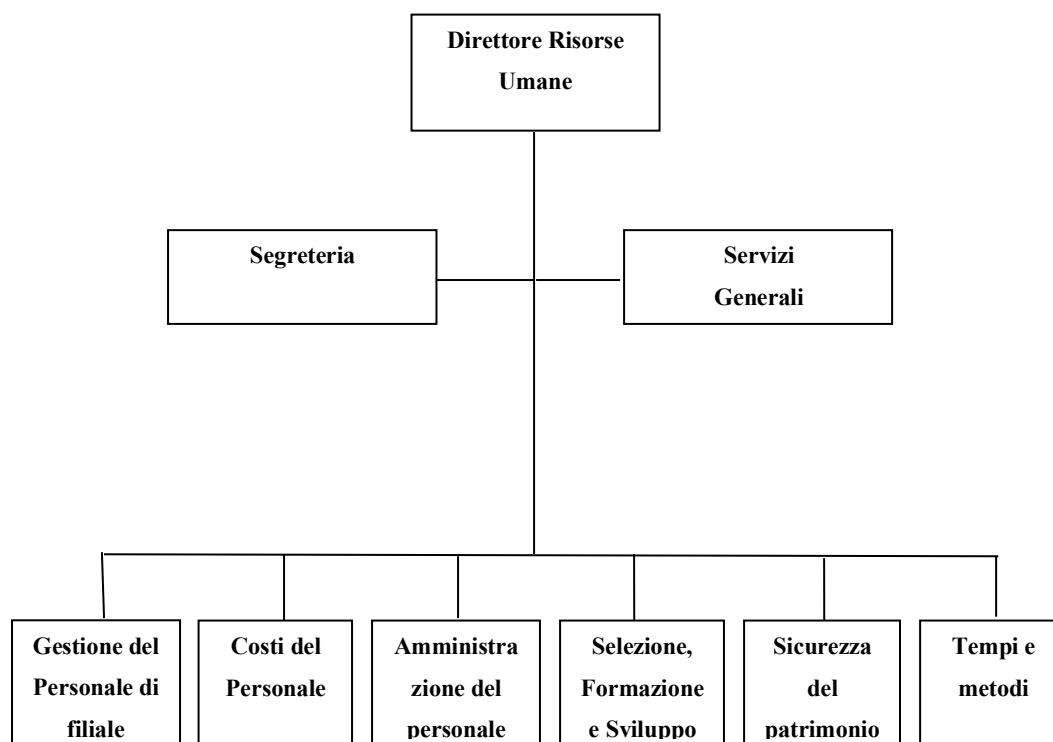 Direttore Risorse
Umane
Segreteria
Servizi
Generali
Gestione del
Personale di
filiale
Costi del
Personale
Amministra
zione del
personale
Selezione,
Formazione
e Sviluppo
Sicurezza
del
patrimonio
Tempi e
metodi